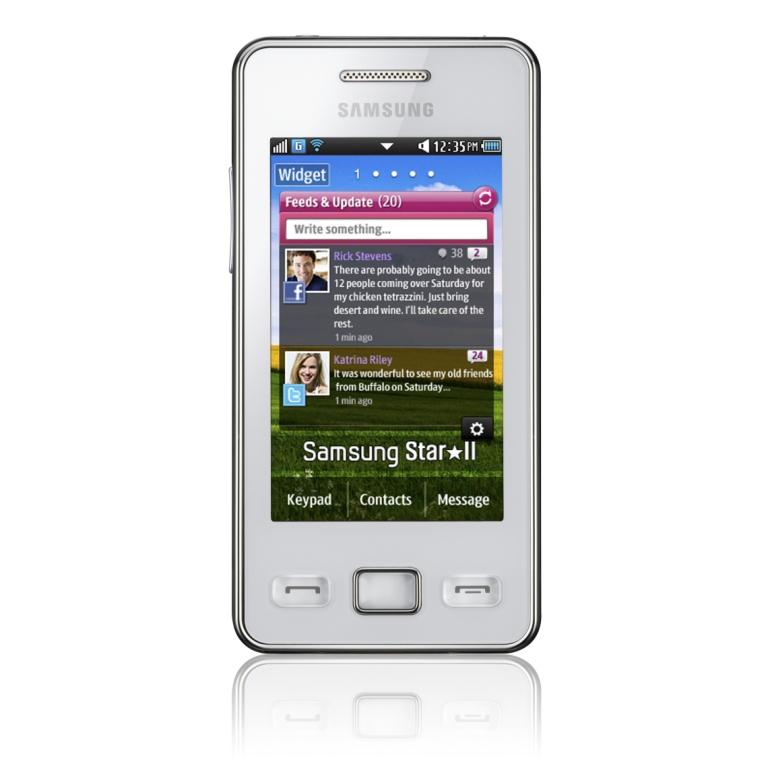 SAMSUNG
12:35PM
Widget 1
Feeds & Update (20)
Write something...
Rick Stevens 38 2
There are probably going to be about
12 people coming over Saturday for
my chicken tetrazzini. Just bring
desert and wine. I'll take care of the
rest.
1 min ago
Katrina Riley 24
It was wonderful to see my old friends
from Buffalo on Saturday...
1 min ago
Samsung Star★II
Keypad Contacts Message